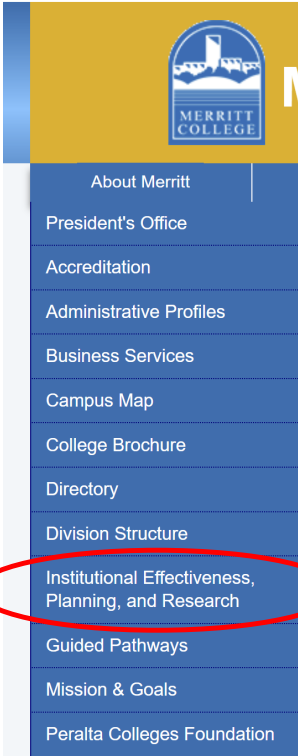 M
MERRITT
COLLEGE
About Merritt
President's Office
Accreditation
Administrative Profiles
Business Services
Campus Map
College Brochure
Directory
Division Structure
Institutional Effectiveness,
Planning, and Research
Guided Pathways
Mission & Goals
Peralta Colleges Foundation